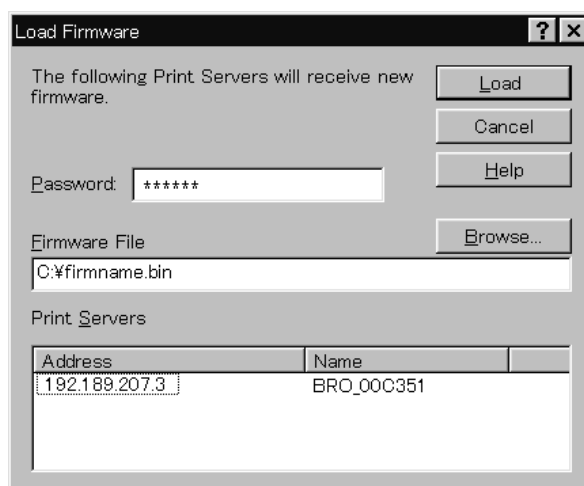 Load Firmware
? ×
The following Print Servers will receive new
firmware.
Load
Cancel
Help
Password: ******
Browse...
Firmware File
C:¥firmname.bin
Print Servers
Address Name
192.189.207.3 BRO_00C351